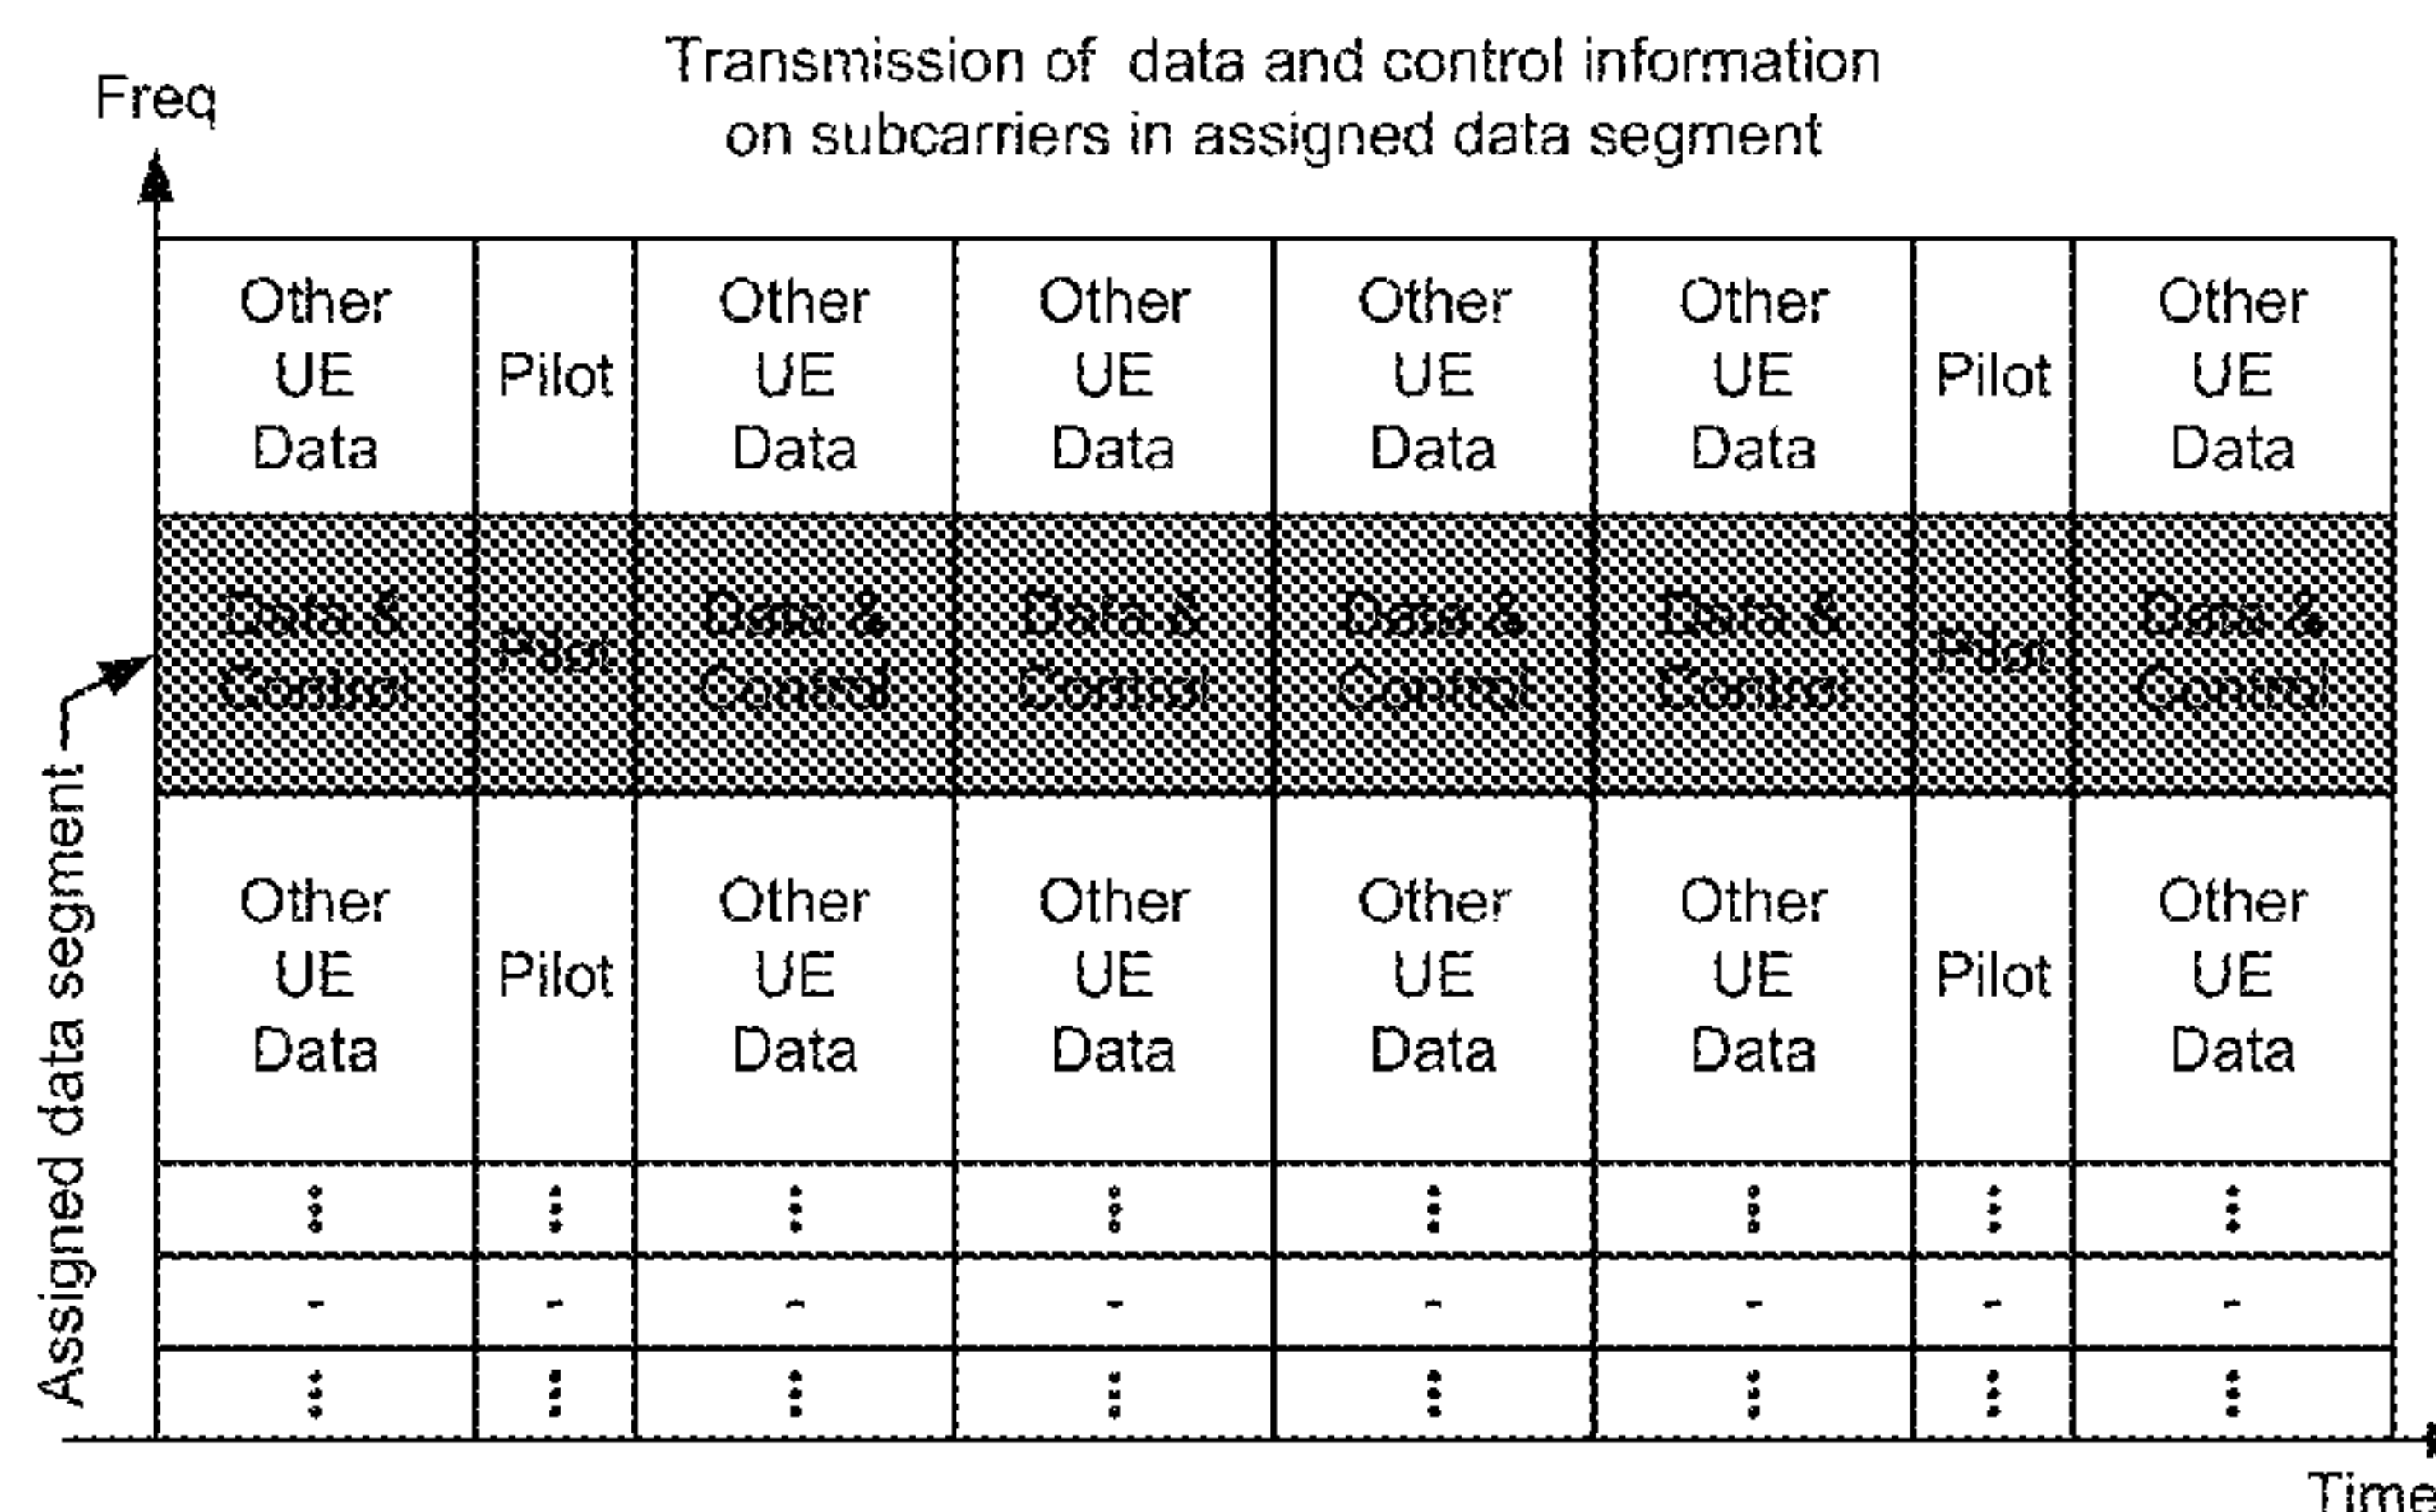 Transmission of data and control information
on subcarriers in assigned data segment
Freq
Other UE Data Pilot Other UE Data Other UE Data Other UE Data Other UE Data Pilot Other UE Data
Data & Control Pilot Data & Control Data & Control Data & Control Data & Control Pilot Data & Control
Other UE Data Pilot Other UE Data Other UE Data Other UE Data Other UE Data Pilot Other UE Data
Assigned data segment
Time